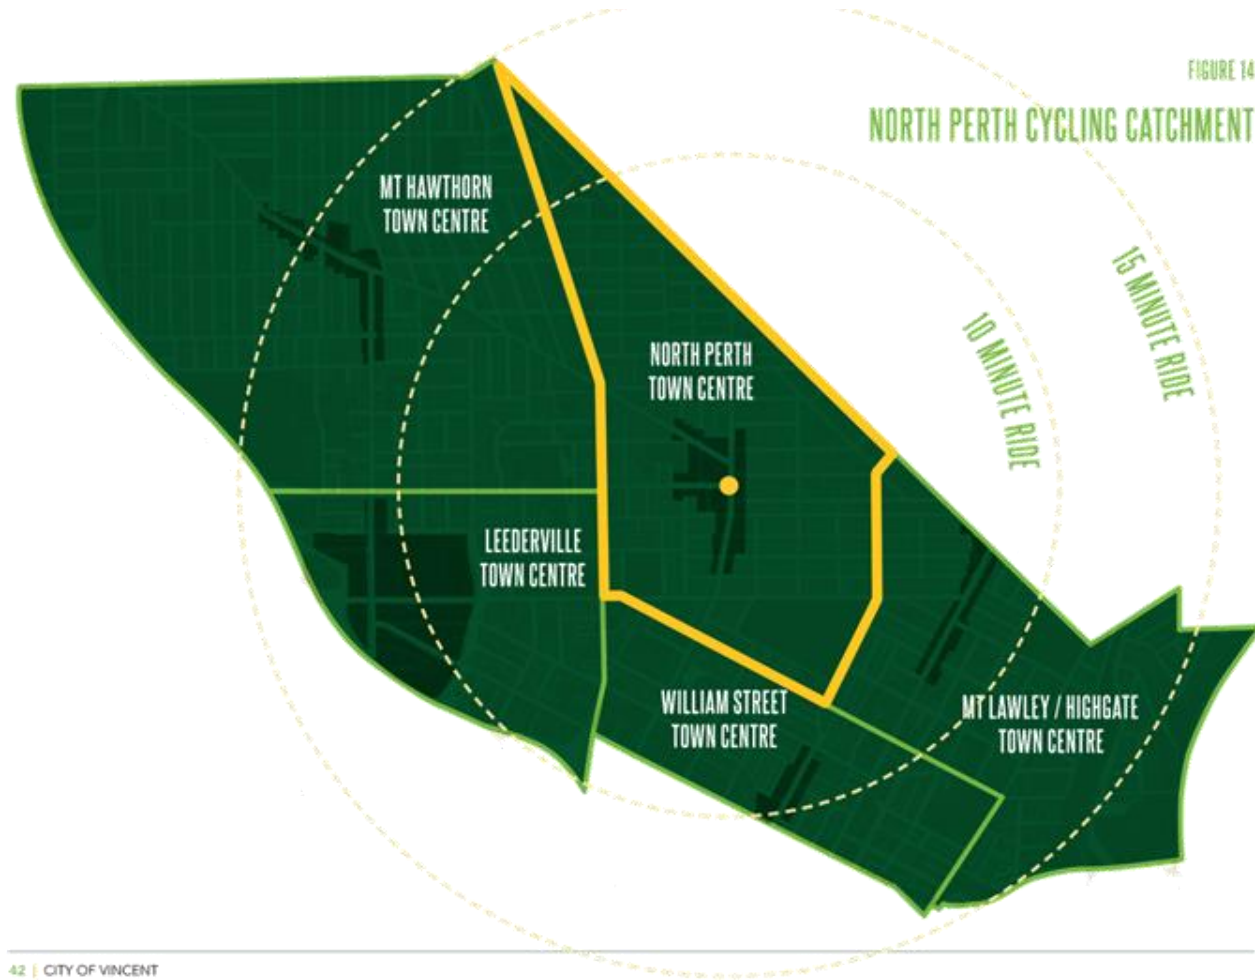 FIGURE 14
NORTH PERTH CYCLING CATCHMENT
MT HAWTHORN
TOWN CENTRE
15 MINUTE RIDE
10 MINUTE RIDE
NORTH PERTH
TOWN CENTRE
LEEDERVILLE
TOWN CENTRE
WILLIAM STREET
TOWN CENTRE
MT LAWLEY / HIGHGATE
TOWN CENTRE
42 | CITY OF VINCENT